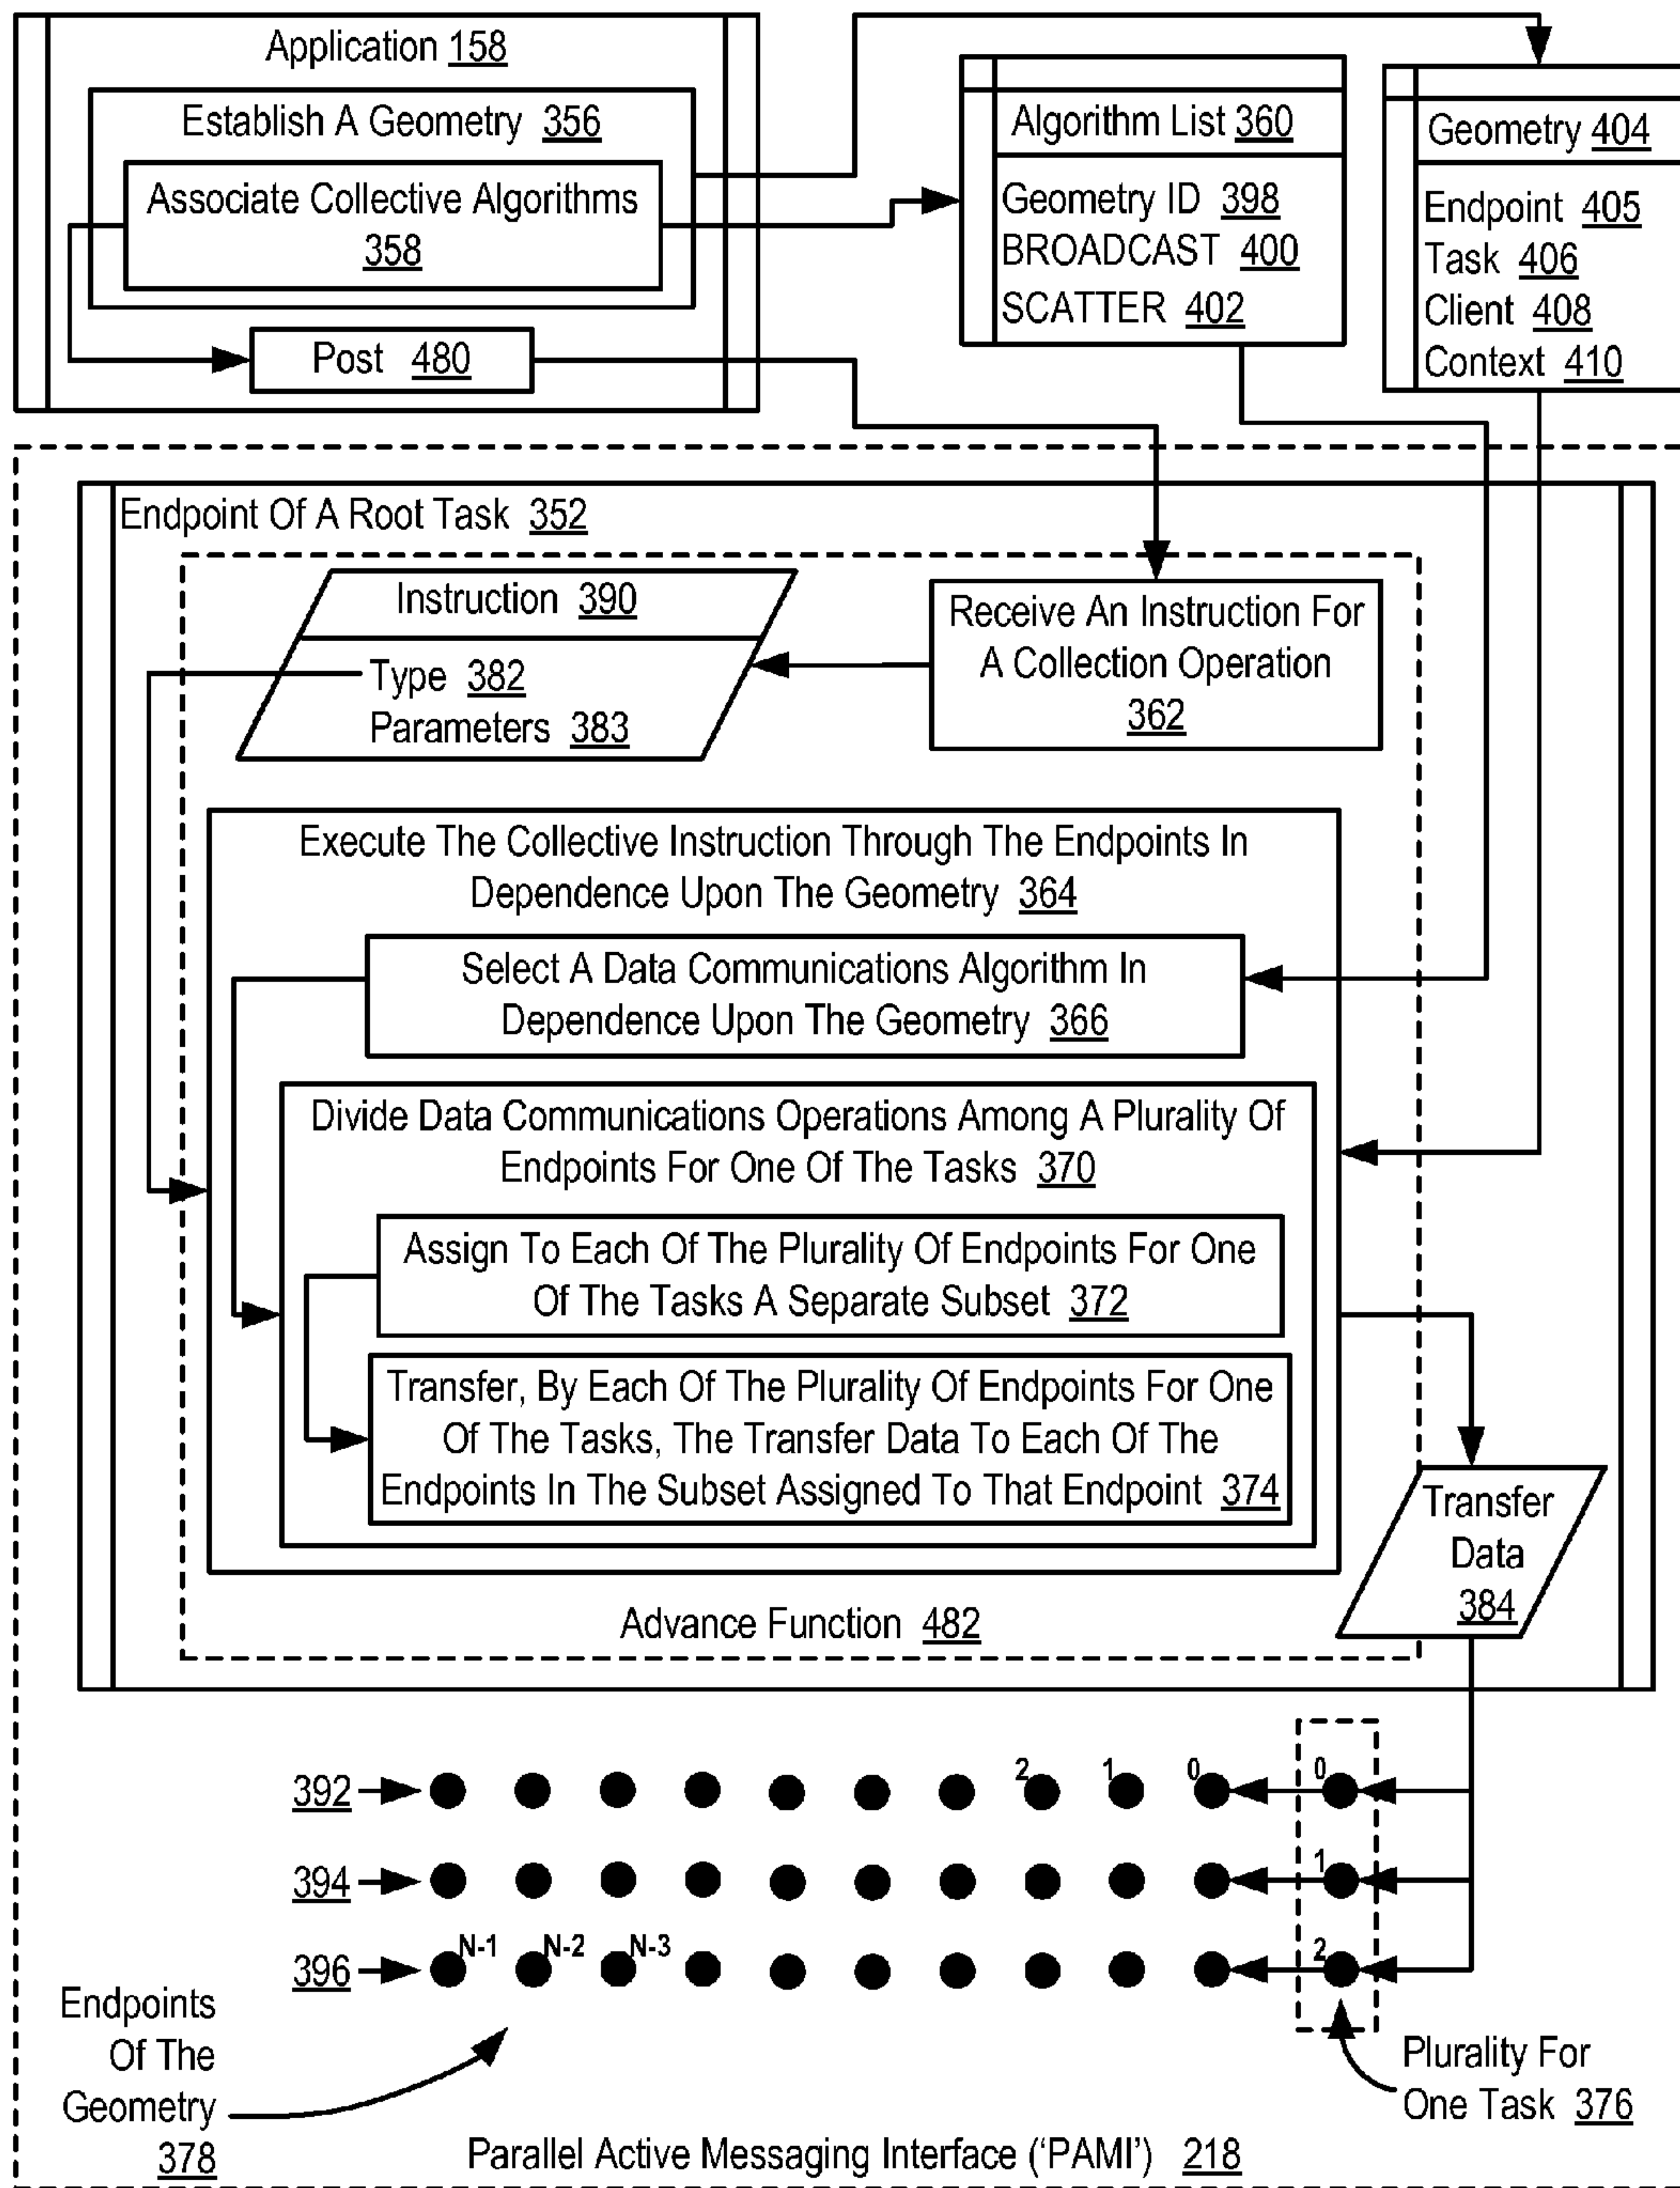 Application 158
Establish A Geometry 356
Associate Collective Algorithms
358
Post 480
Algorithm List 360
Geometry ID 398
BROADCAST 400
SCATTER 402
Geometry 404
Endpoint 405
Task 406
Client 408
Context 410
Endpoint Of A Root Task 352
Instruction 390
Type 382
Parameters 383
Receive An Instruction For
A Collection Operation
362
Execute The Collective Instruction Through The Endpoints In
Dependence Upon The Geometry 364
Select A Data Communications Algorithm In
Dependence Upon The Geometry 366
Divide Data Communications Operations Among A Plurality Of
Endpoints For One Of The Tasks 370
Assign To Each Of The Plurality Of Endpoints For One
Of The Tasks A Separate Subset 372
Transfer, By Each Of The Plurality Of Endpoints For One
Of The Tasks, The Transfer Data To Each Of The
Endpoints In The Subset Assigned To That Endpoint 374
Transfer
Data
384
Advance Function 482
392 2 1 0 0
394 1
396 N-1 N-2 N-3 2
Endpoints
Of The
Geometry
378
Plurality For
One Task 376
Parallel Active Messaging Interface (‘PAMI’) 218